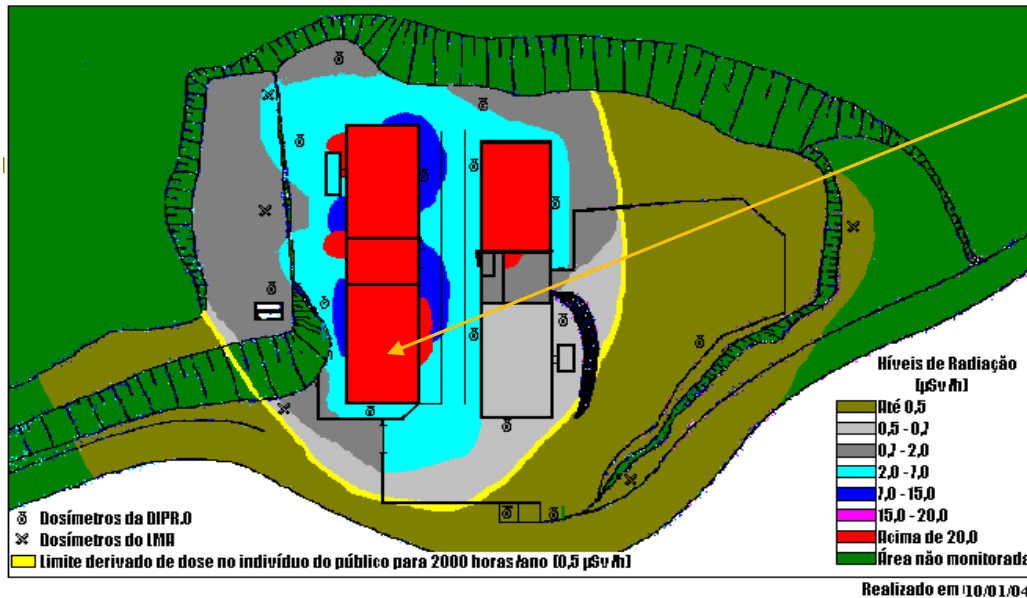 Níveis de Radiação
[µSv/h]
Até 0,5
0,5 - 0,7
0,7 - 2,0
2,0 - 7,0
7,0 - 15,0
15,0 - 20,0
Acima de 20,0
Área não monitorada
Dosímetros da DIPR.O
Dosímetros do LMA
Limite derivado de dose no indivíduo do público para 2000 horas/ano [0,5 µSv/h]
Realizado em 10/01/04